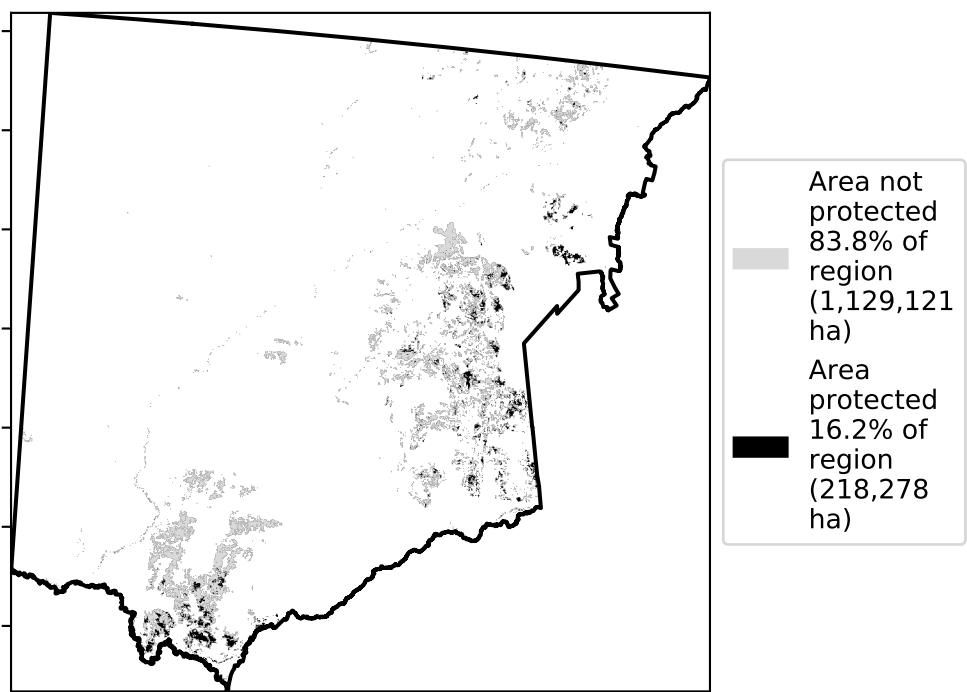 Area not
protected
83.8% of
region
(1,129,121
ha)
Area
protected
16.2% of
region
(218,278
ha)